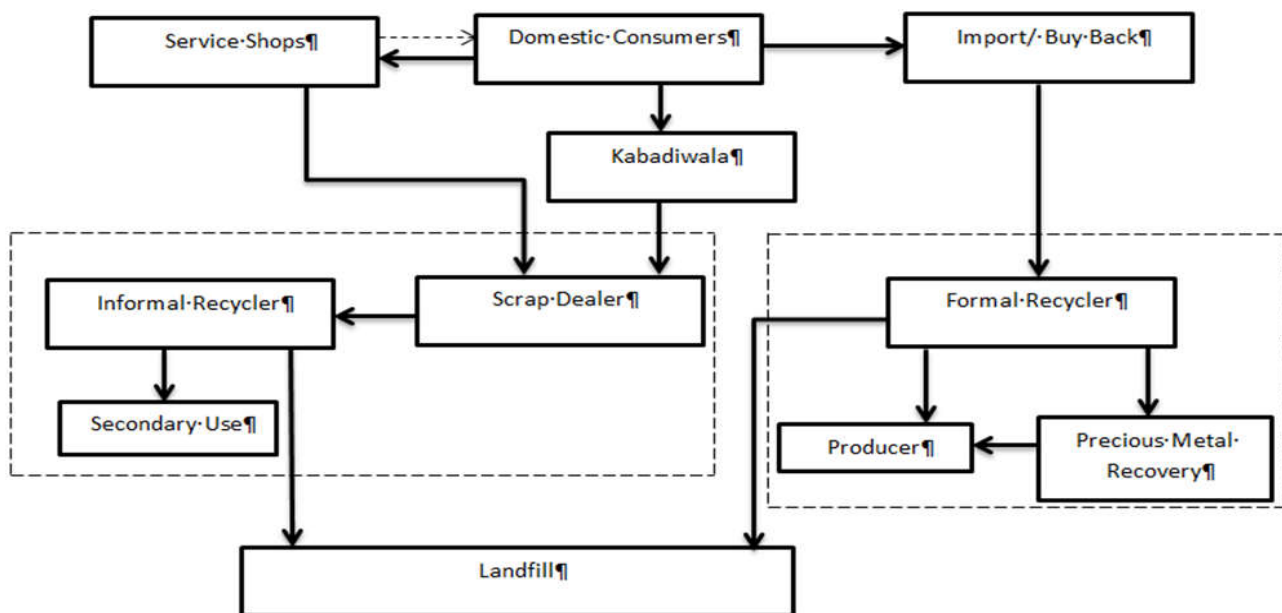 Service·Shops¶
Domestic·Consumers¶
Import/·Buy·Back¶
Kabadiwala¶
Informal·Recycler¶
Scrap·Dealer¶
Formal·Recycler¶
Secondary·Use¶
Producer¶
Precious·Metal·
Recovery¶
Landfill¶